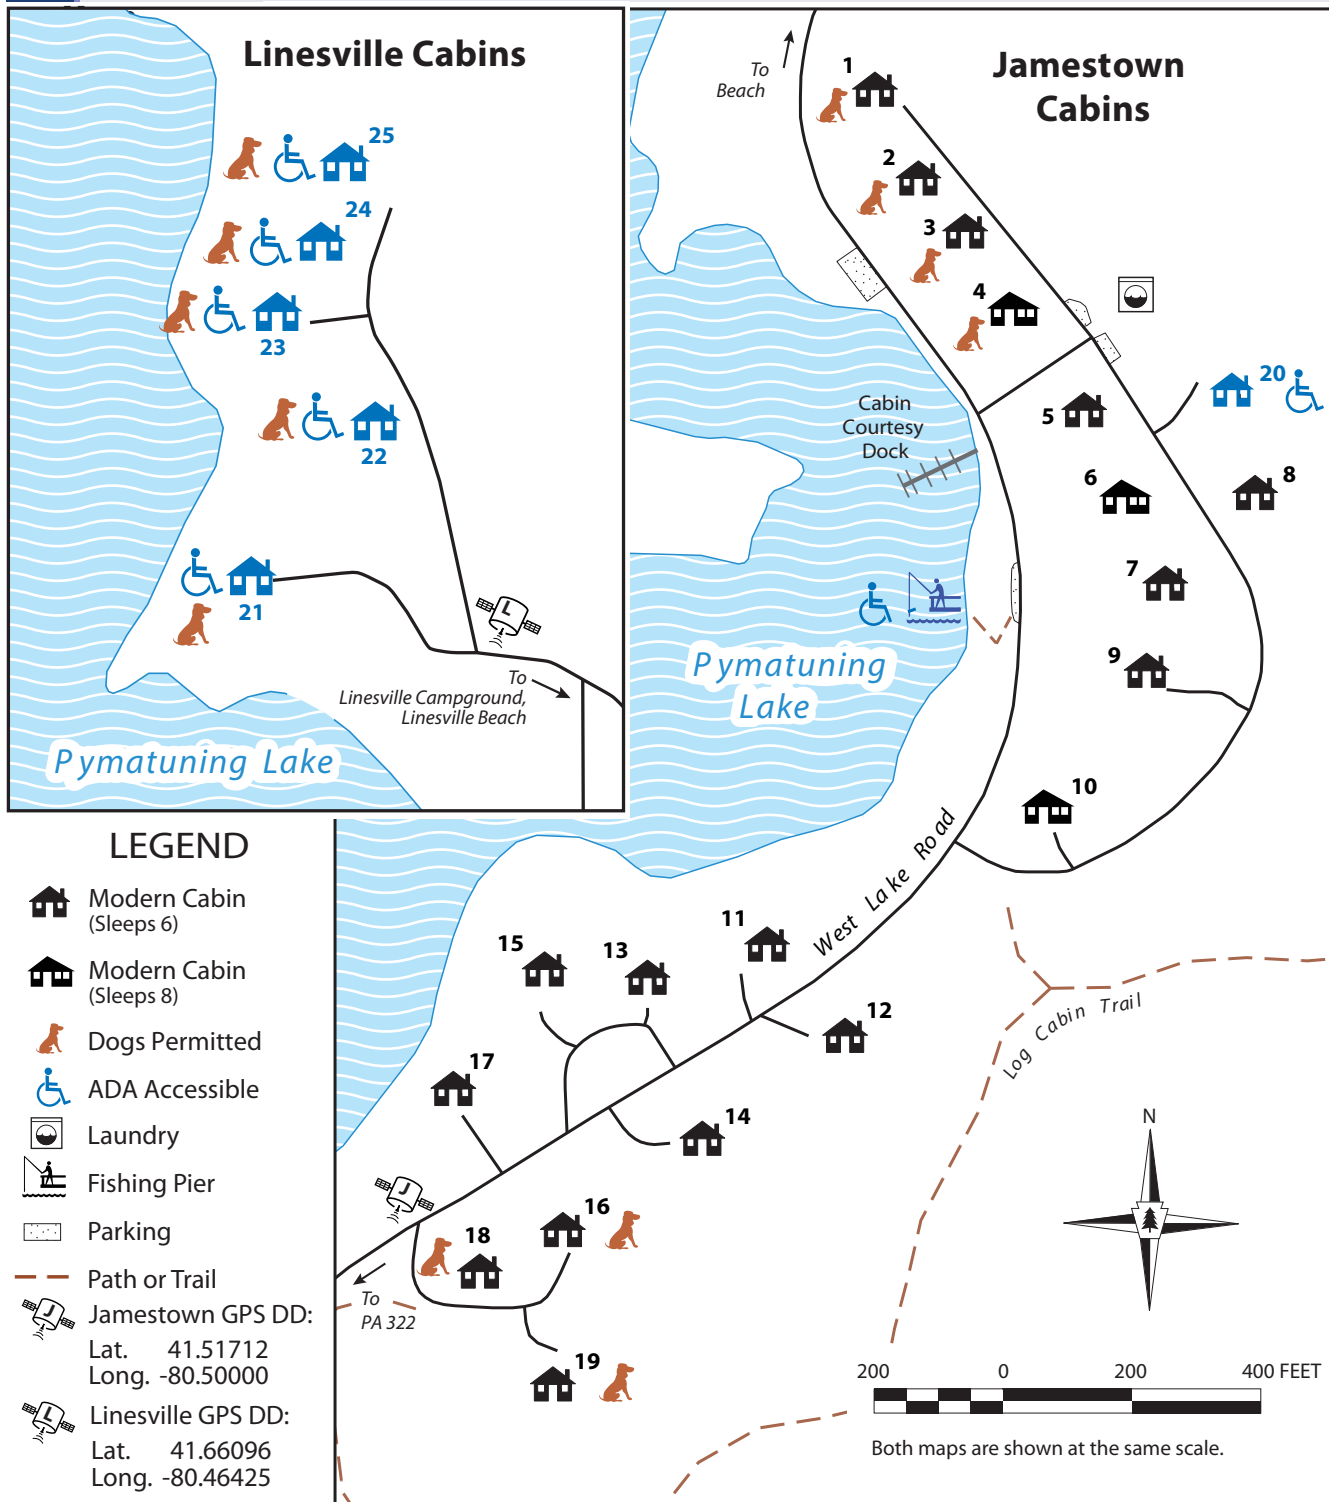 Linesville Cabins
25
24
23
22
21
L
To
Linesville Campground,
Linesville Beach
Pymatuning Lake
Jamestown
Cabins
To
Beach
1
2
3
4
5
20
6
8
7
9
10
Cabin
Courtesy
Dock
Pymatuning
Lake
West Lake Road
11
12
13
15
17
14
16
18
19
J
To
PA 322
Log Cabin Trail
N
200 0 200 400 FEET
Both maps are shown at the same scale.
LEGEND
Modern Cabin
(Sleeps 6)
Modern Cabin
(Sleeps 8)
Dogs Permitted
ADA Accessible
Laundry
Fishing Pier
Parking
Path or Trail
J
Jamestown GPS DD:
Lat. 41.51712
Long. -80.50000
L
Linesville GPS DD:
Lat. 41.66096
Long. -80.46425